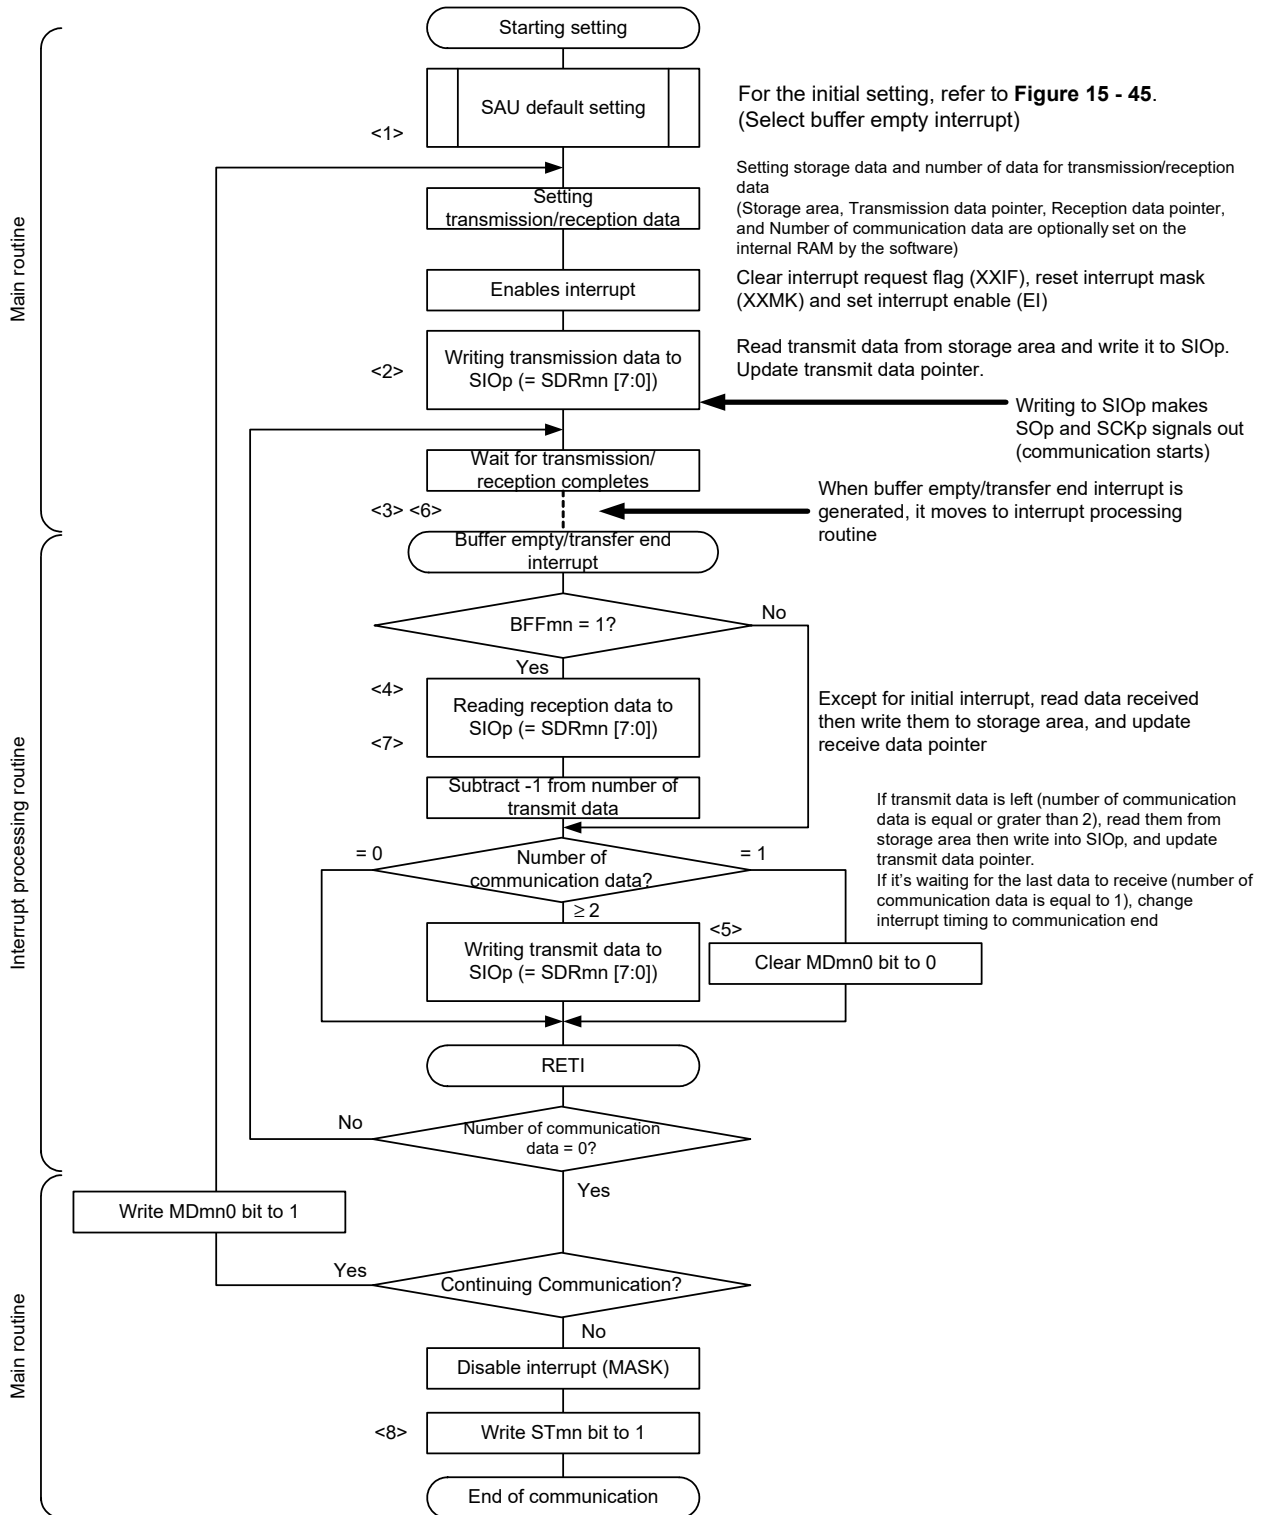 Starting setting
SAU default setting
For the initial setting, refer to Figure 15 - 45.
(Select buffer empty interrupt)
<1>
Setting storage data and number of data for transmission/reception
data
(Storage area, Transmission data pointer, Reception data pointer,
and Number of communication data are optionally set on the
internal RAM by the software)
Setting
transmission/reception data
Main routine
Enables interrupt
Clear interrupt request flag (XXIF), reset interrupt mask
(XXMK) and set interrupt enable (EI)
<2>
Writing transmission data to
SIOp (= SDRmn [7:0])
Read transmit data from storage area and write it to SIOp.
Update transmit data pointer.
Writing to SIOp makes
SOp and SCKp signals out
(communication starts)
Wait for transmission/
reception completes
<3> <6>
When buffer empty/transfer end interrupt is
generated, it moves to interrupt processing
routine
Buffer empty/transfer end
interrupt
BFFmn = 1?
No
Yes
<4>
Reading reception data to
SIOp (= SDRmn [7:0])
<7>
Except for initial interrupt, read data received
then write them to storage area, and update
receive data pointer
Interrupt processing routine
Subtract -1 from number of
transmit data
If transmit data is left (number of communication
data is equal or grater than 2), read them from
storage area then write into SIOp, and update
transmit data pointer.
If it's waiting for the last data to receive (number of
communication data is equal to 1), change
interrupt timing to communication end
= 0
Number of
communication data?
= 1
≥ 2
<5>
Writing transmit data to
SIOp (= SDRmn [7:0])
Clear MDmn0 bit to 0
RETI
No
Number of communication
data = 0?
Yes
Write MDmn0 bit to 1
Yes
Continuing Communication?
No
Main routine
Disable interrupt (MASK)
<8>
Write STmn bit to 1
End of communication